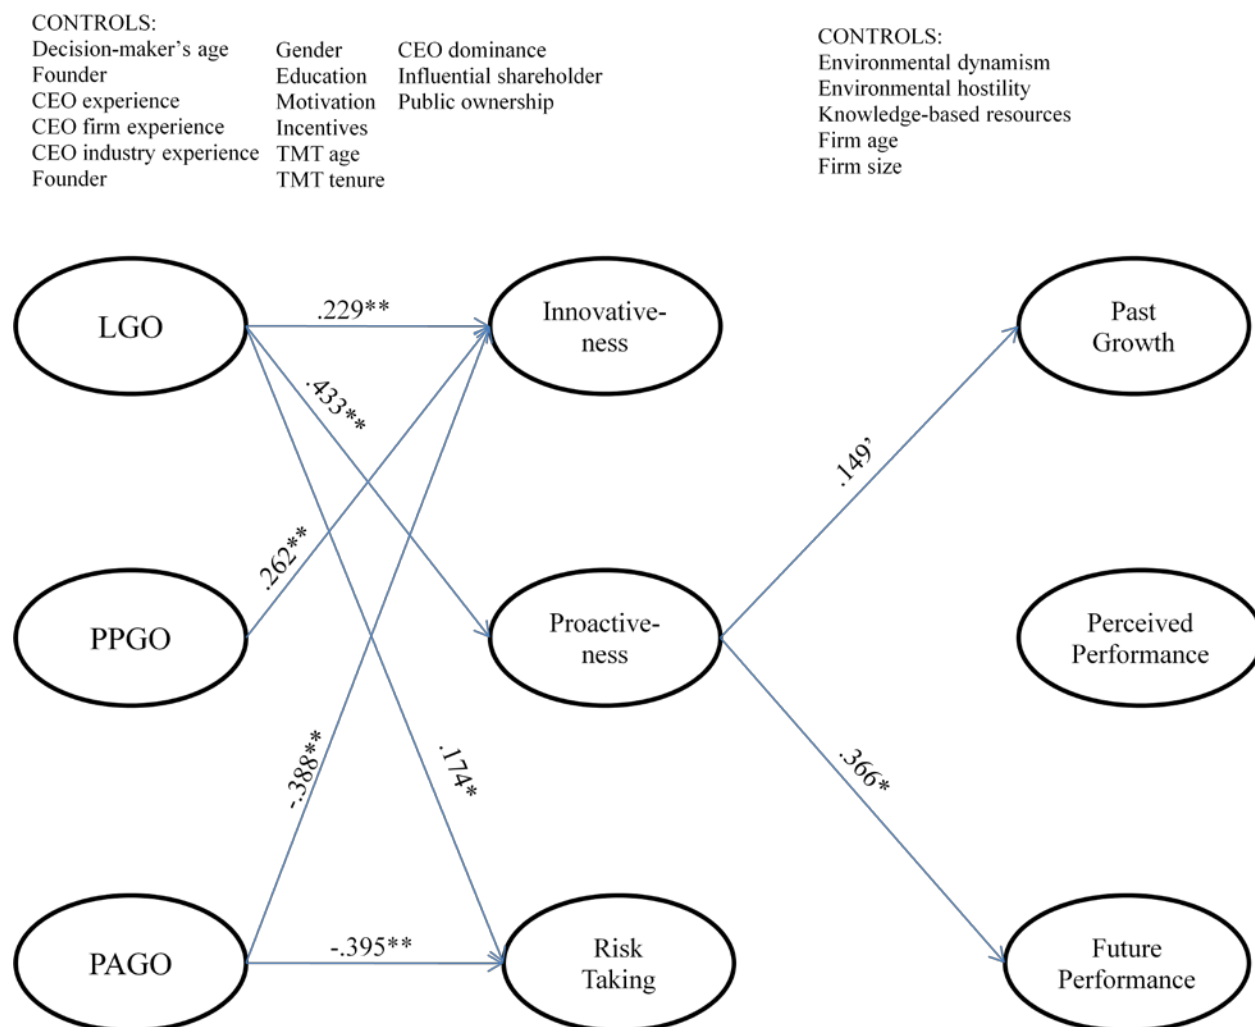 CONTROLS:
Decision-maker's age
Founder
CEO experience
CEO firm experience
CEO industry experience
Founder
Gender
Education
Motivation
Incentives
TMT age
TMT tenure
CEO dominance
Influential shareholder
Public ownership
CONTROLS:
Environmental dynamism
Environmental hostility
Knowledge-based resources
Firm age
Firm size
LGO
.229**
Innovative-
ness
Past
Growth
.433**
.149’
.262**
PPGO
Proactive-
ness
Perceived
Performance
-.388**
.174*
.366*
PAGO
-.395**
Risk
Taking
Future
Performance